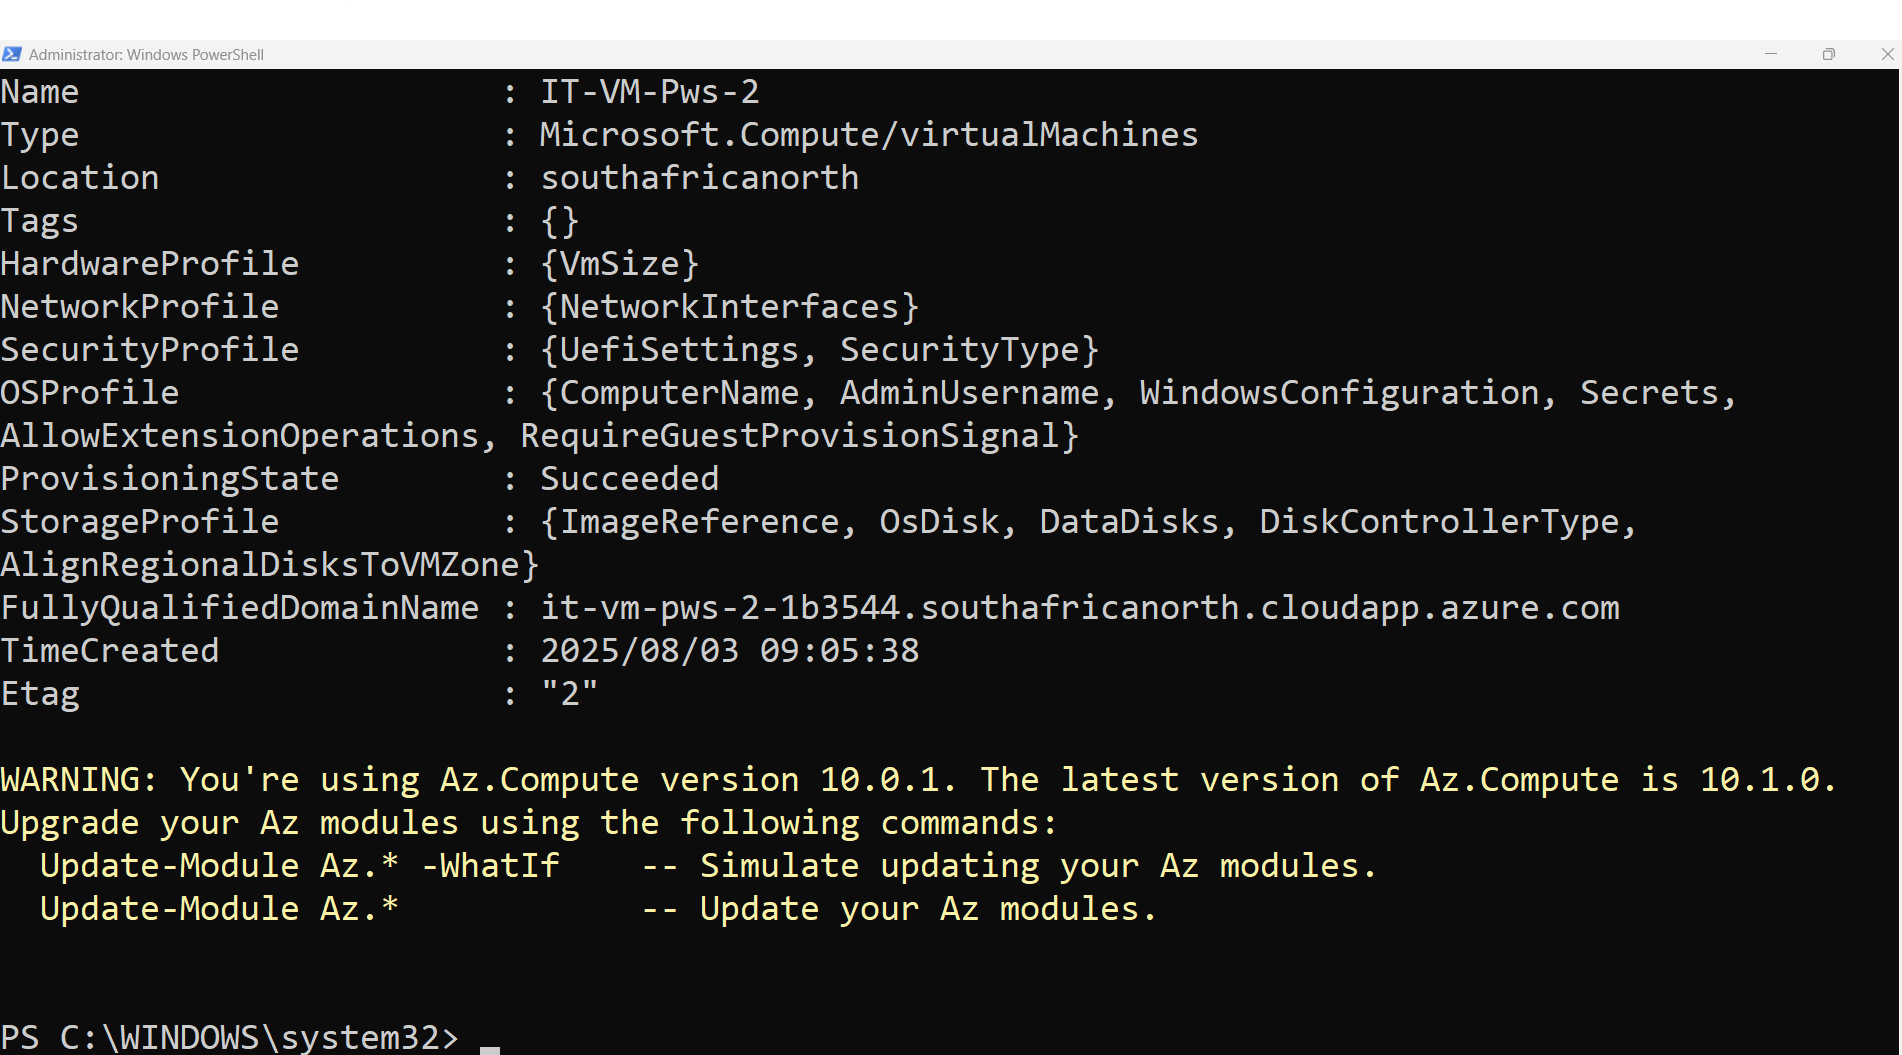 Administrator: Windows PowerShell
Name                     : IT-VM-Pws-2
Type                     : Microsoft.Compute/virtualMachines
Location                 : southafricanorth
Tags                     : {}
HardwareProfile          : {VmSize}
NetworkProfile           : {NetworkInterfaces}
SecurityProfile          : {UefiSettings, SecurityType}
OSProfile                : {ComputerName, AdminUsername, WindowsConfiguration, Secrets,
AllowExtensionOperations, RequireGuestProvisionSignal}
ProvisioningState        : Succeeded
StorageProfile           : {ImageReference, OsDisk, DataDisks, DiskControllerType,
AlignRegionalDisksToVMZone}
FullyQualifiedDomainName : it-vm-pws-2-1b3544.southafricanorth.cloudapp.azure.com
TimeCreated              : 2025/08/03 09:05:38
Etag                     : "2"
WARNING: You're using Az.Compute version 10.0.1. The latest version of Az.Compute is 10.1.0.
Upgrade your Az modules using the following commands:
  Update-Module Az.* -WhatIf    -- Simulate updating your Az modules.
  Update-Module Az.*            -- Update your Az modules.
PS C:\WINDOWS\system32>